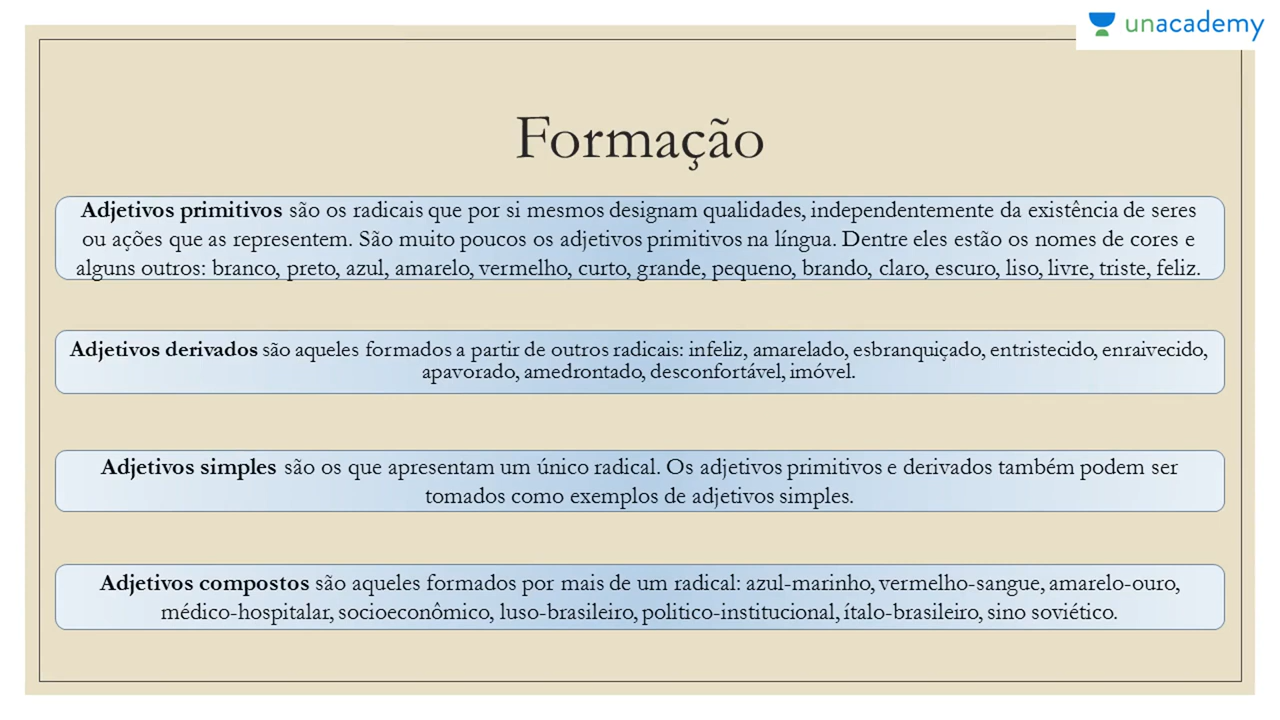 unacademy
Formação
Adjetivos primitivos são os radicais que por si mesmos designam qualidades, independentemente da existência de seres
ou ações que as representem. São muito poucos os adjetivos primitivos na língua. Dentre eles estão os nomes de cores e
alguns outros: branco, preto, azul, amarelo, vermelho, curto, grande, pequeno, brando, claro, escuro, liso, livre, triste, feliz.
Adjetivos derivados são aqueles formados a partir de outros radicais: infeliz, amarelado, esbranquiçado, entristecido, enraivecido,
apavorado, amedrontado, desconfortável, imóvel.
Adjetivos simples são os que apresentam um único radical. Os adjetivos primitivos e derivados também podem ser
tomados como exemplos de adjetivos simples.
Adjetivos compostos são aqueles formados por mais de um radical: azul-marinho, vermelho-sangue, amarelo-ouro,
médico-hospitalar, socioeconômico, luso-brasileiro, politico-institucional, ítalo-brasileiro, sino soviético.